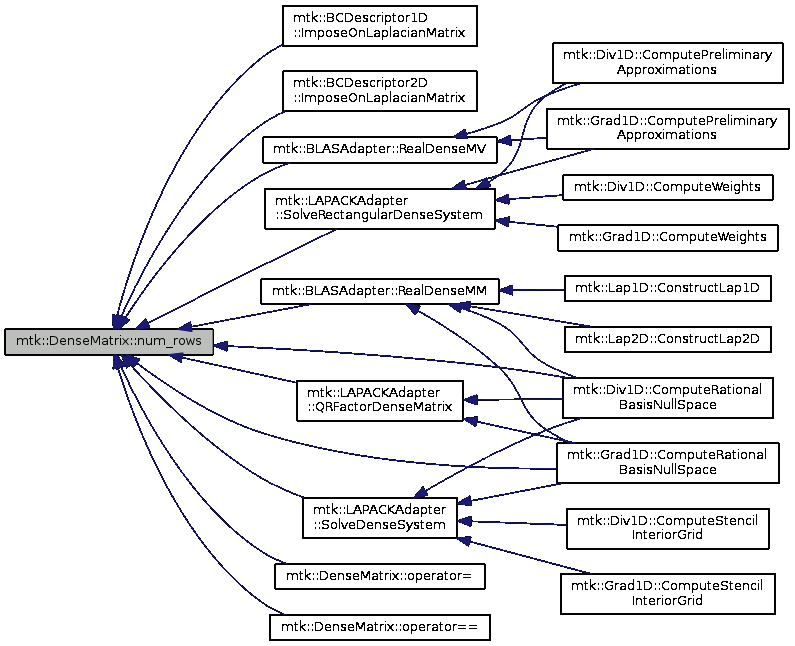 mtk::BCDescriptor1D
::ImposeOnLaplacianMatrix
mtk::BCDescriptor2D
::ImposeOnLaplacianMatrix
mtk::BLASAdapter::RealDenseMV
mtk::LAPACKAdapter
::SolveRectangularDenseSystem
mtk::DenseMatrix::num_rows
mtk::BLASAdapter::RealDenseMM
mtk::LAPACKAdapter
::QRFactorDenseMatrix
mtk::LAPACKAdapter
::SolveDenseSystem
mtk::DenseMatrix::operator=
mtk::DenseMatrix::operator==
mtk::Div1D::ComputePreliminary
Approximations
mtk::Grad1D::ComputePreliminary
Approximations
mtk::Div1D::ComputeWeights
mtk::Grad1D::ComputeWeights
mtk::Lap1D::ConstructLap1D
mtk::Lap2D::ConstructLap2D
mtk::Div1D::ComputeRational
BasisNullSpace
mtk::Grad1D::ComputeRational
BasisNullSpace
mtk::Div1D::ComputeStencil
InteriorGrid
mtk::Grad1D::ComputeStencil
InteriorGrid